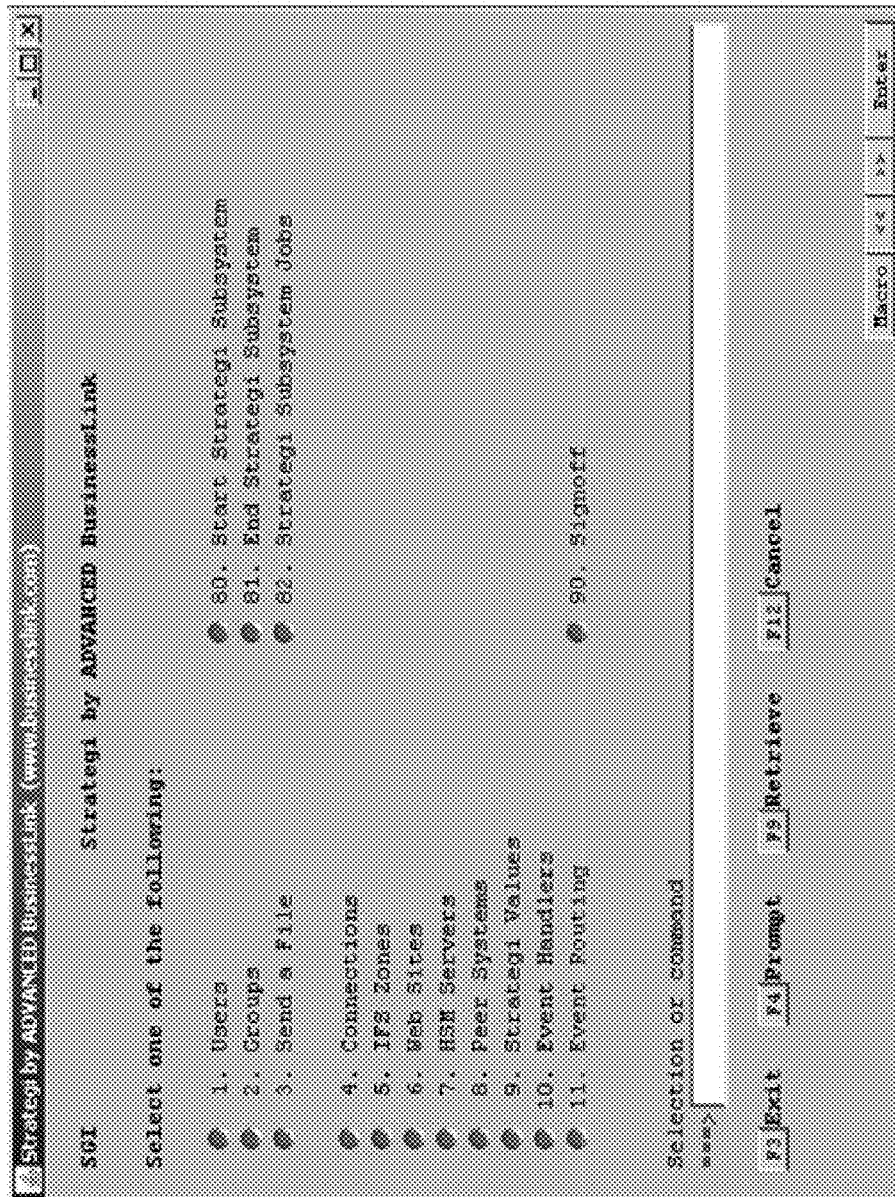 Strategi by ADVANCED BusinessLink (www.businesslink.com)
SGI Strategi by ADVANCED BusinessLink
Select one of the following:
1. Users 80. Start Strategi Subsystem
2. Groups 81. End Strategi Subsystem
3. Send a File 82. Strategi Subsystem Jobs
4. Connections
5. IFS Zones
6. Web Sites
7. HSM Servers
8. Peer Systems
9. Strategi Values
10. Event Handlers
11. Event Routing 90. Signoff
Selection or command
===>
F3 Exit F4 Prompt F9 Retrieve F12 Cancel
Macro << >> Enter